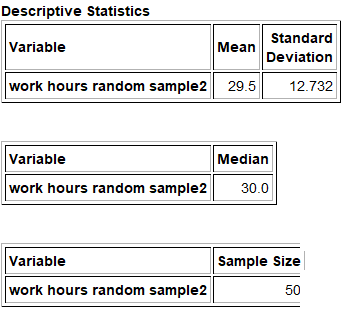 Descriptive Statistics
Variable Mean Standard Deviation
work hours random sample2 29.5 12.732
Variable Median
work hours random sample2 30.0
Variable Sample Size
work hours random sample2 50